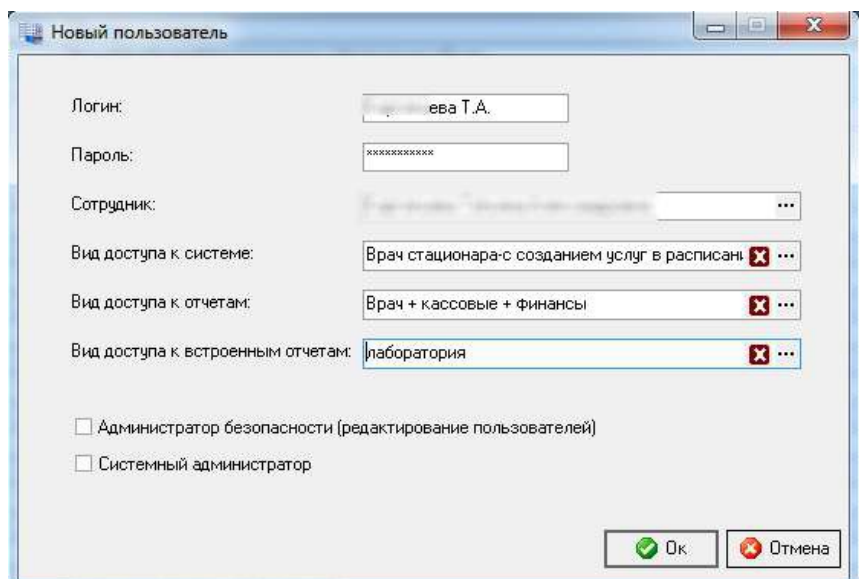 Новый пользователь
Логин:
ева Т.А.
Пароль:
***********
Сотрудник:
...
Вид доступа к системе:
Врач стационара-с созданием услуг в расписани ...
Вид доступа к отчетам:
Врач + кассовые + финансы ...
Вид доступа к встроенным отчетам:
лаборатория ...
Администратор безопасности (редактирование пользователей)
Системный администратор
Ок
Отмена